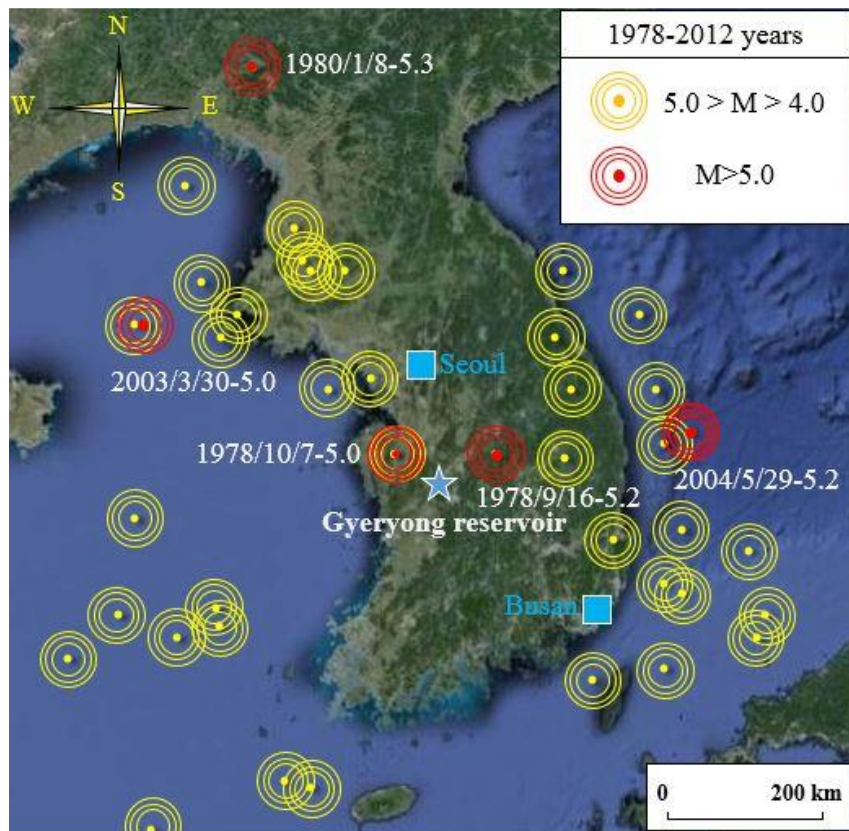 N
W E
S
1980/1/8-5.3
1978-2012 years
5.0 > M > 4.0
M>5.0
2003/3/30-5.0
Seoul
1978/10/7-5.0
1978/9/16-5.2
2004/5/29-5.2
Gyeryong reservoir
Busan
0 200 km